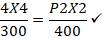 4X4/300 = P2X2/400 ✓